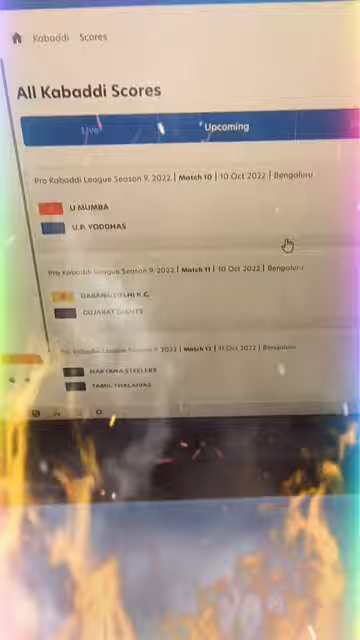 Kabaddi Scores
All Kabaddi Scores
Live
Upcoming
Pro Kabaddi League Season 9, 2022 | Match 10 | 10 Oct 2022 | Bengaluru
U MUMBA
U.P. YODDHAS
Pro Kabaddi League Season 9, 2022 | Match 11 | 10 Oct 2022 | Bengaluru
DABANG DELHI K.C.
GUJARAT GIANTS
Pro Kabaddi League Season 9, 2022 | Match 12 | 11 Oct 2022 | Bengaluru
HARYANA STEELERS
TAMIL THALAIVAS